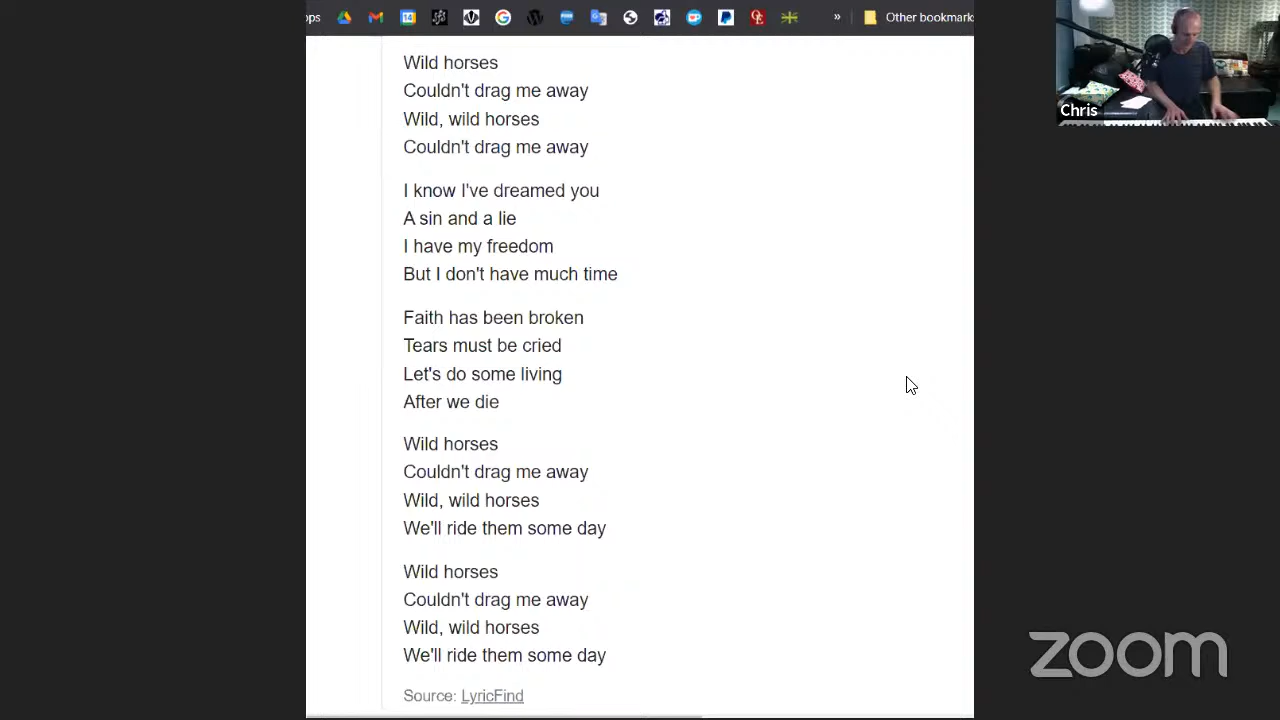 ops
14
G
OE
»
Other bookmark
Chris
Wild horses
Couldn't drag me away
Wild, wild horses
Couldn't drag me away
I know I've dreamed you
A sin and a lie
I have my freedom
But I don't have much time
Faith has been broken
Tears must be cried
Let's do some living
After we die
Wild horses
Couldn't drag me away
Wild, wild horses
We'll ride them some day
Wild horses
Couldn't drag me away
Wild, wild horses
We'll ride them some day
Source: LyricFind
zoom